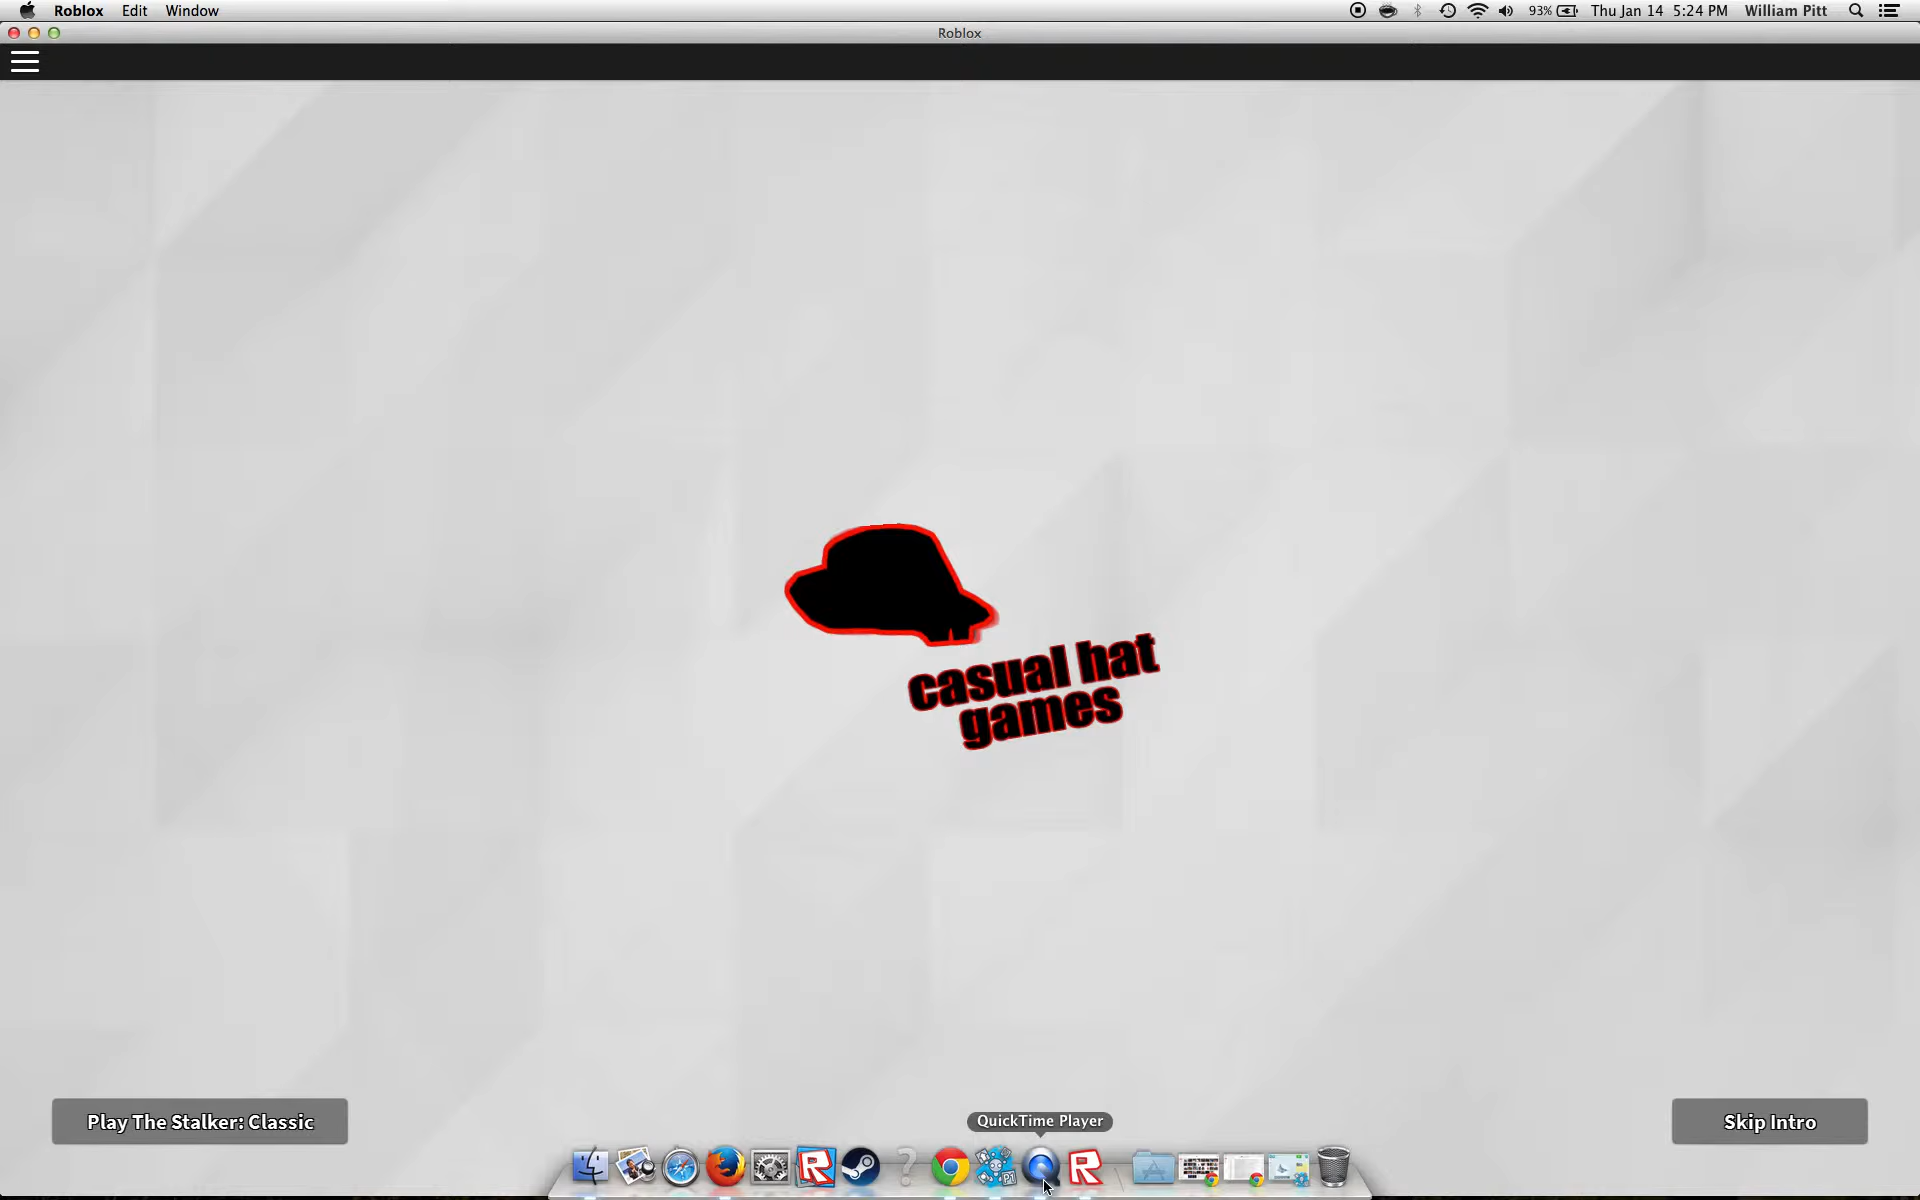 Roblox Edit Window 93% Thu Jan 14 5:24 PM William Pitt
Roblox
casual hat
games
Play The Stalker: Classic
Skip Intro
QuickTime Player